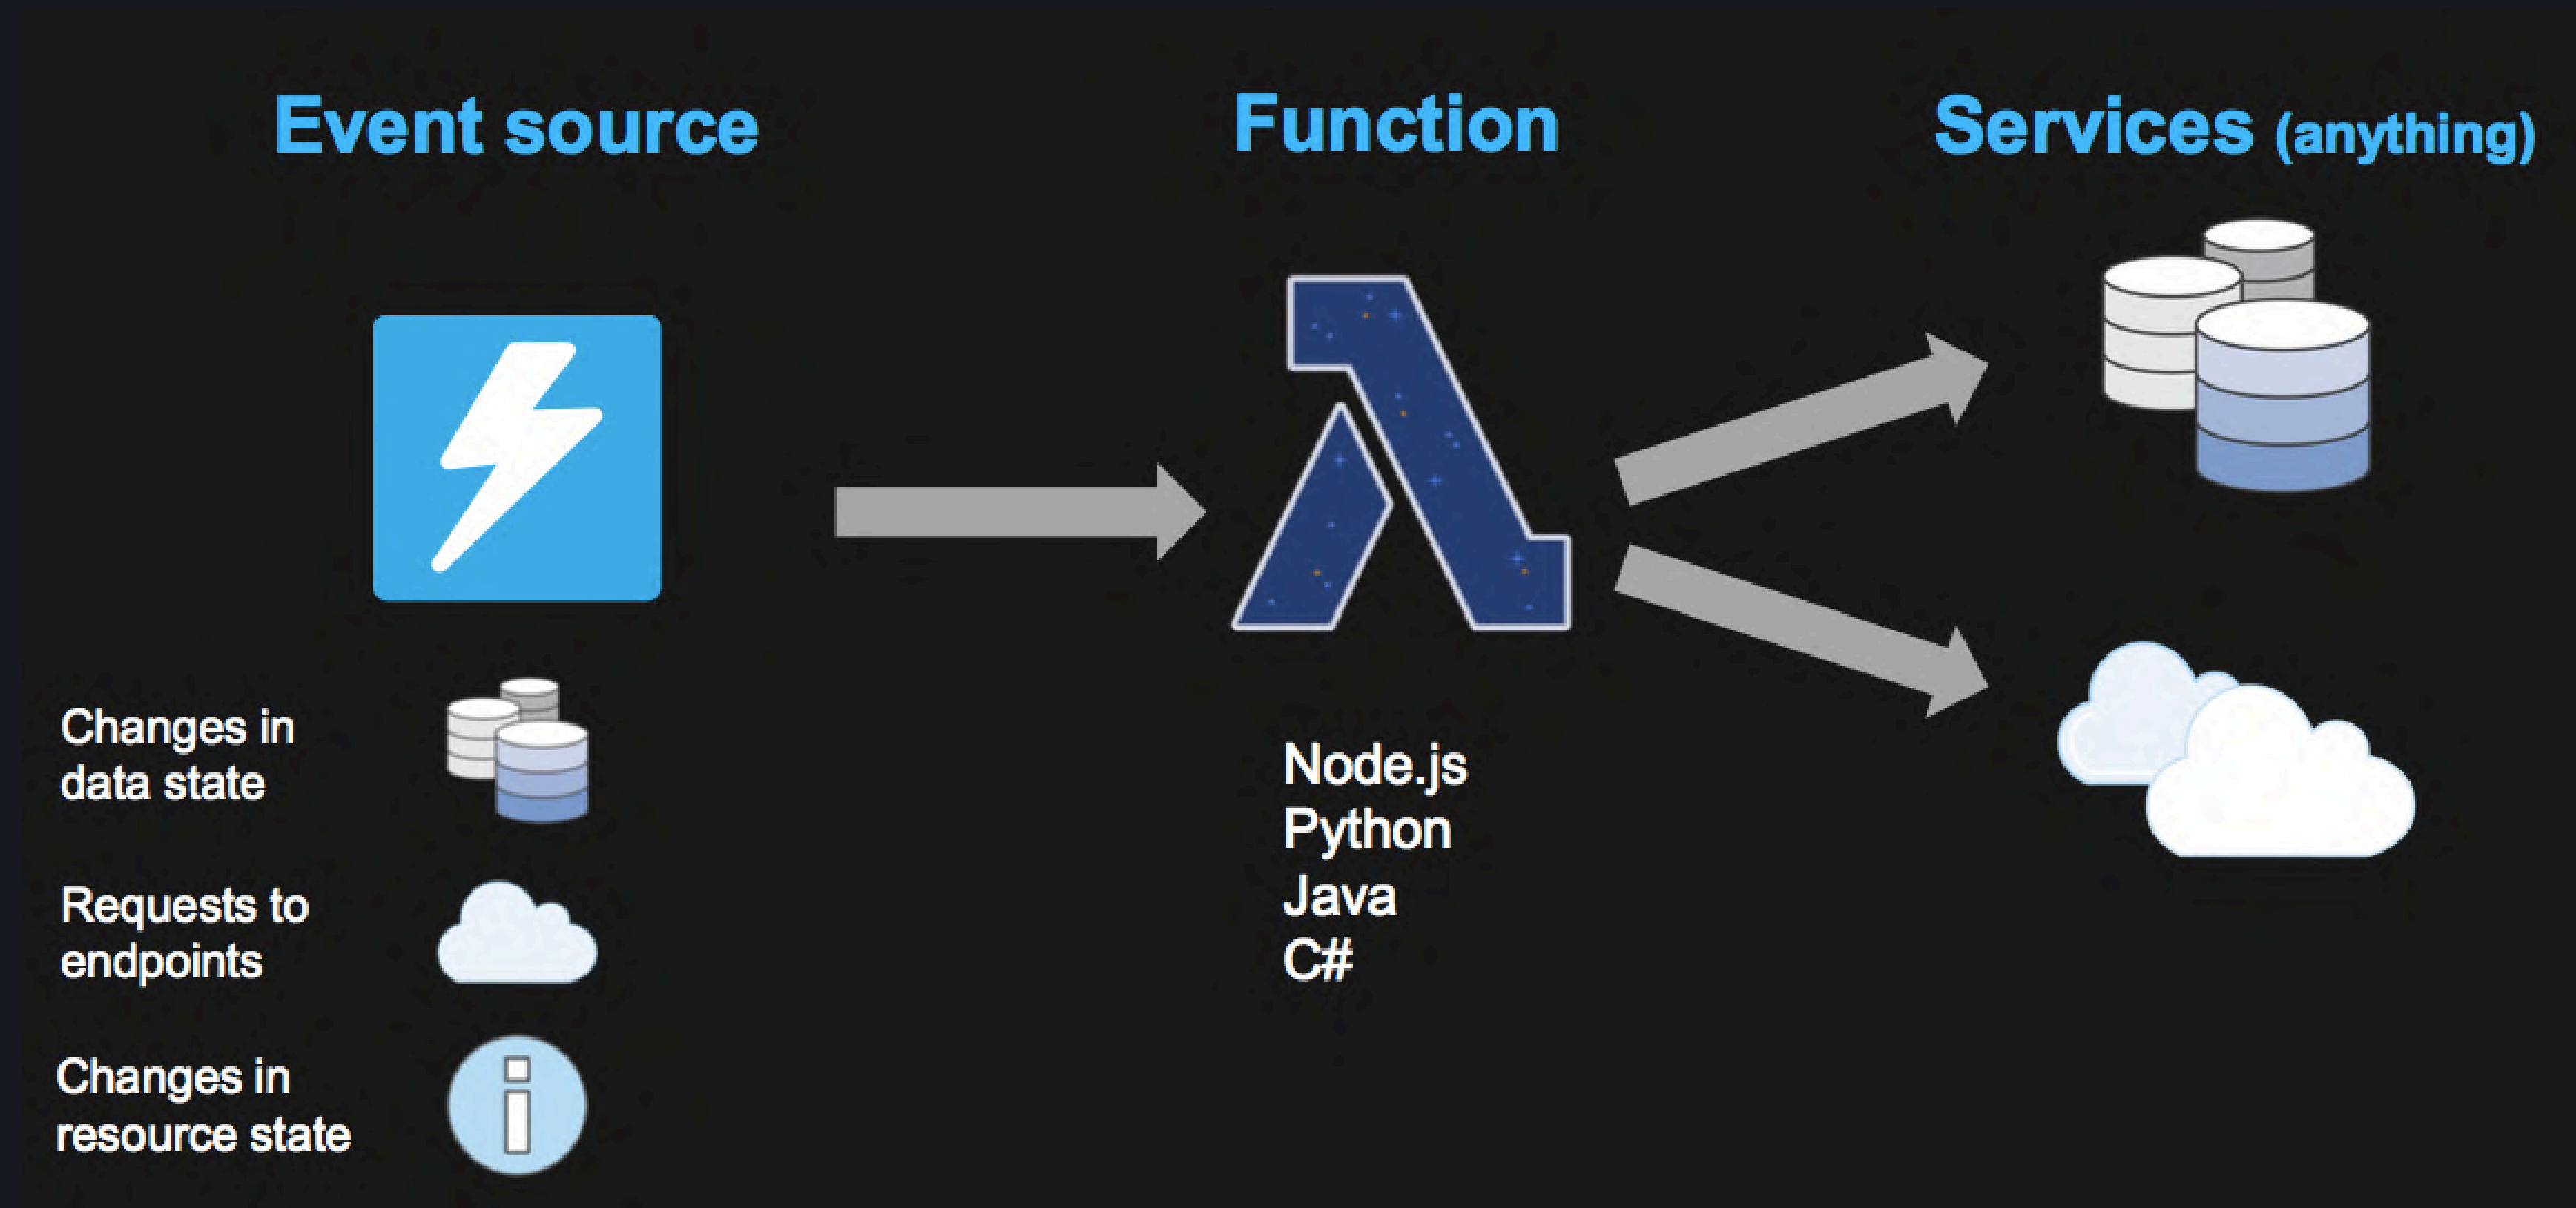 Event source
Function
Services (anything)
Changes in
data state
Requests to
endpoints
Changes in
resource state
Node.js
Python
Java
C#